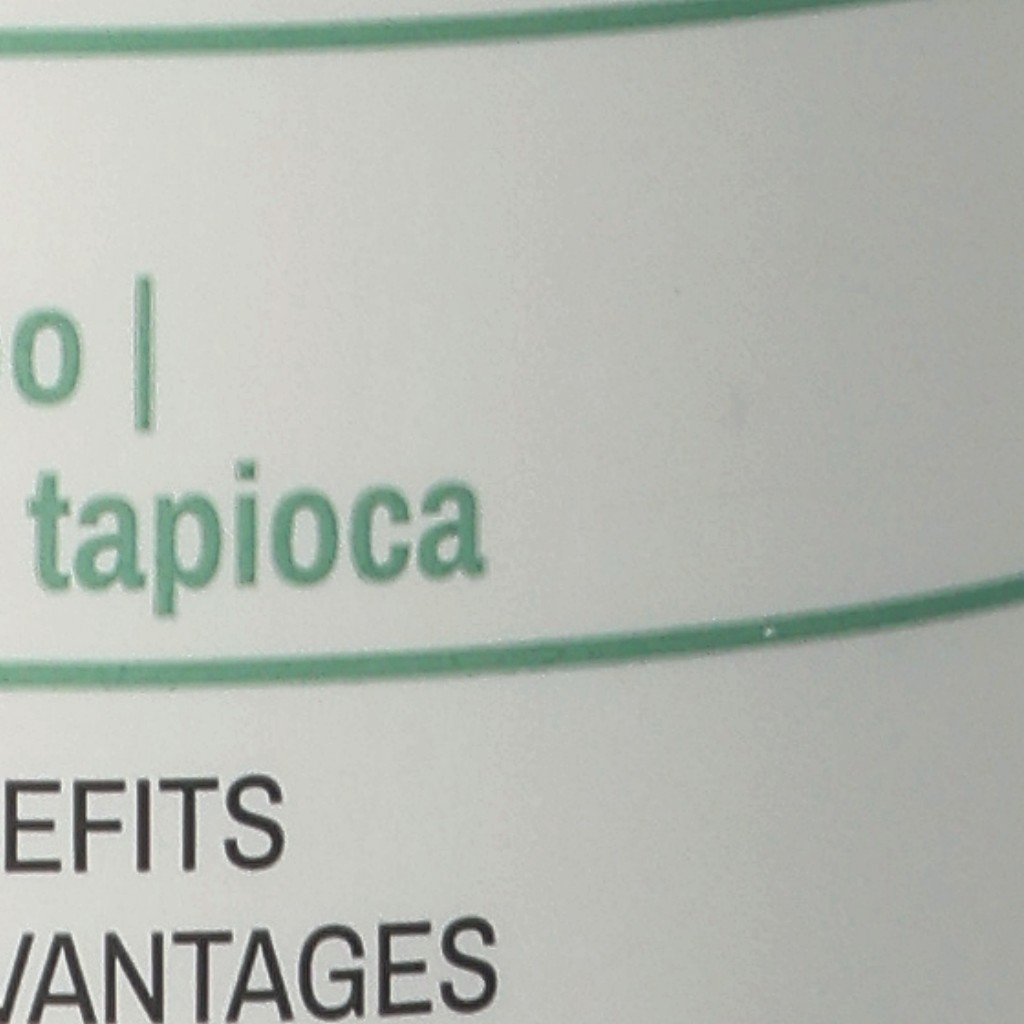 o |
tapioca
EFITS
VANTAGES